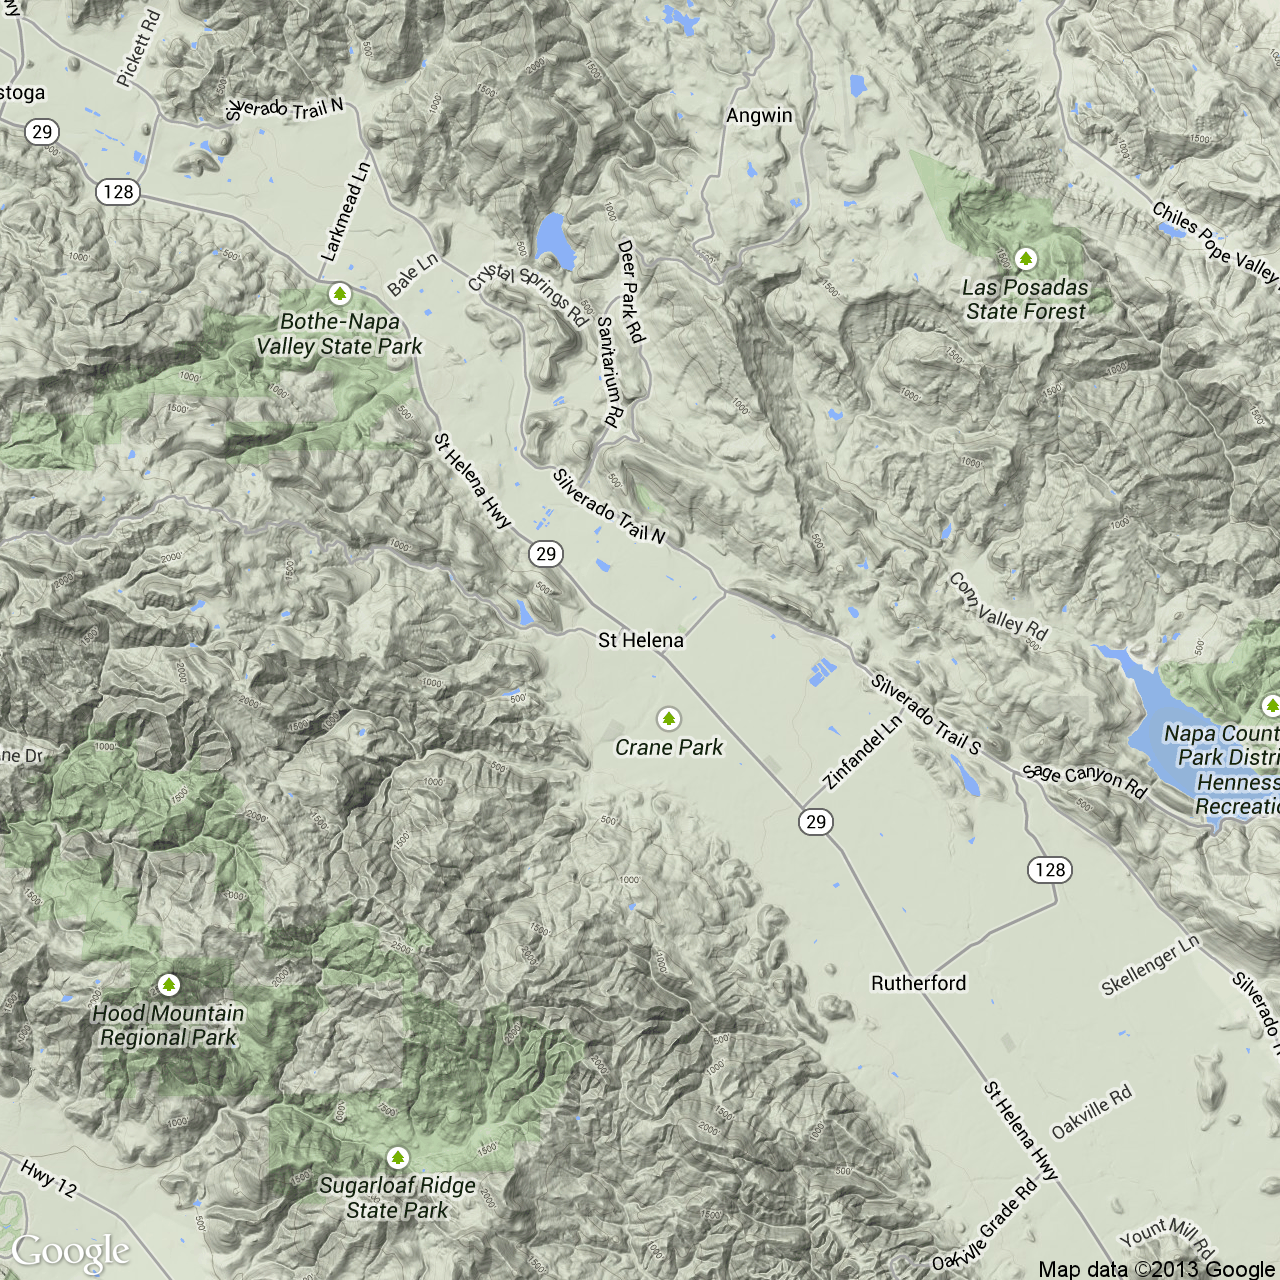 Pickett Rd
stoga
Silverado Trail N
29
Angwin
128
Larkmead Ln
Bale Ln
Crystal Springs Rd
Deer Park Rd
Sanitarium Rd
Chiles Pope Valley
Las Posadas
State Forest
Bothe-Napa
Valley State Park
St Helena Hwy
Silverado Trail N
29
Conn Valley Rd
St Helena
Crane Park
Silverado Trail S
Zinfandel Ln
Sage Canyon Rd
Napa Count
Park Distri
Henness
Recreatio
ne Dr
29
128
Rutherford
Skellenger Ln
Silverado
Hood Mountain
Regional Park
St Helena Hwy
Oakville Rd
Hwy 12
Sugarloaf Ridge
State Park
Oakville Grade Rd
Yount Mill Rd
Google
Map data ©2013 Google